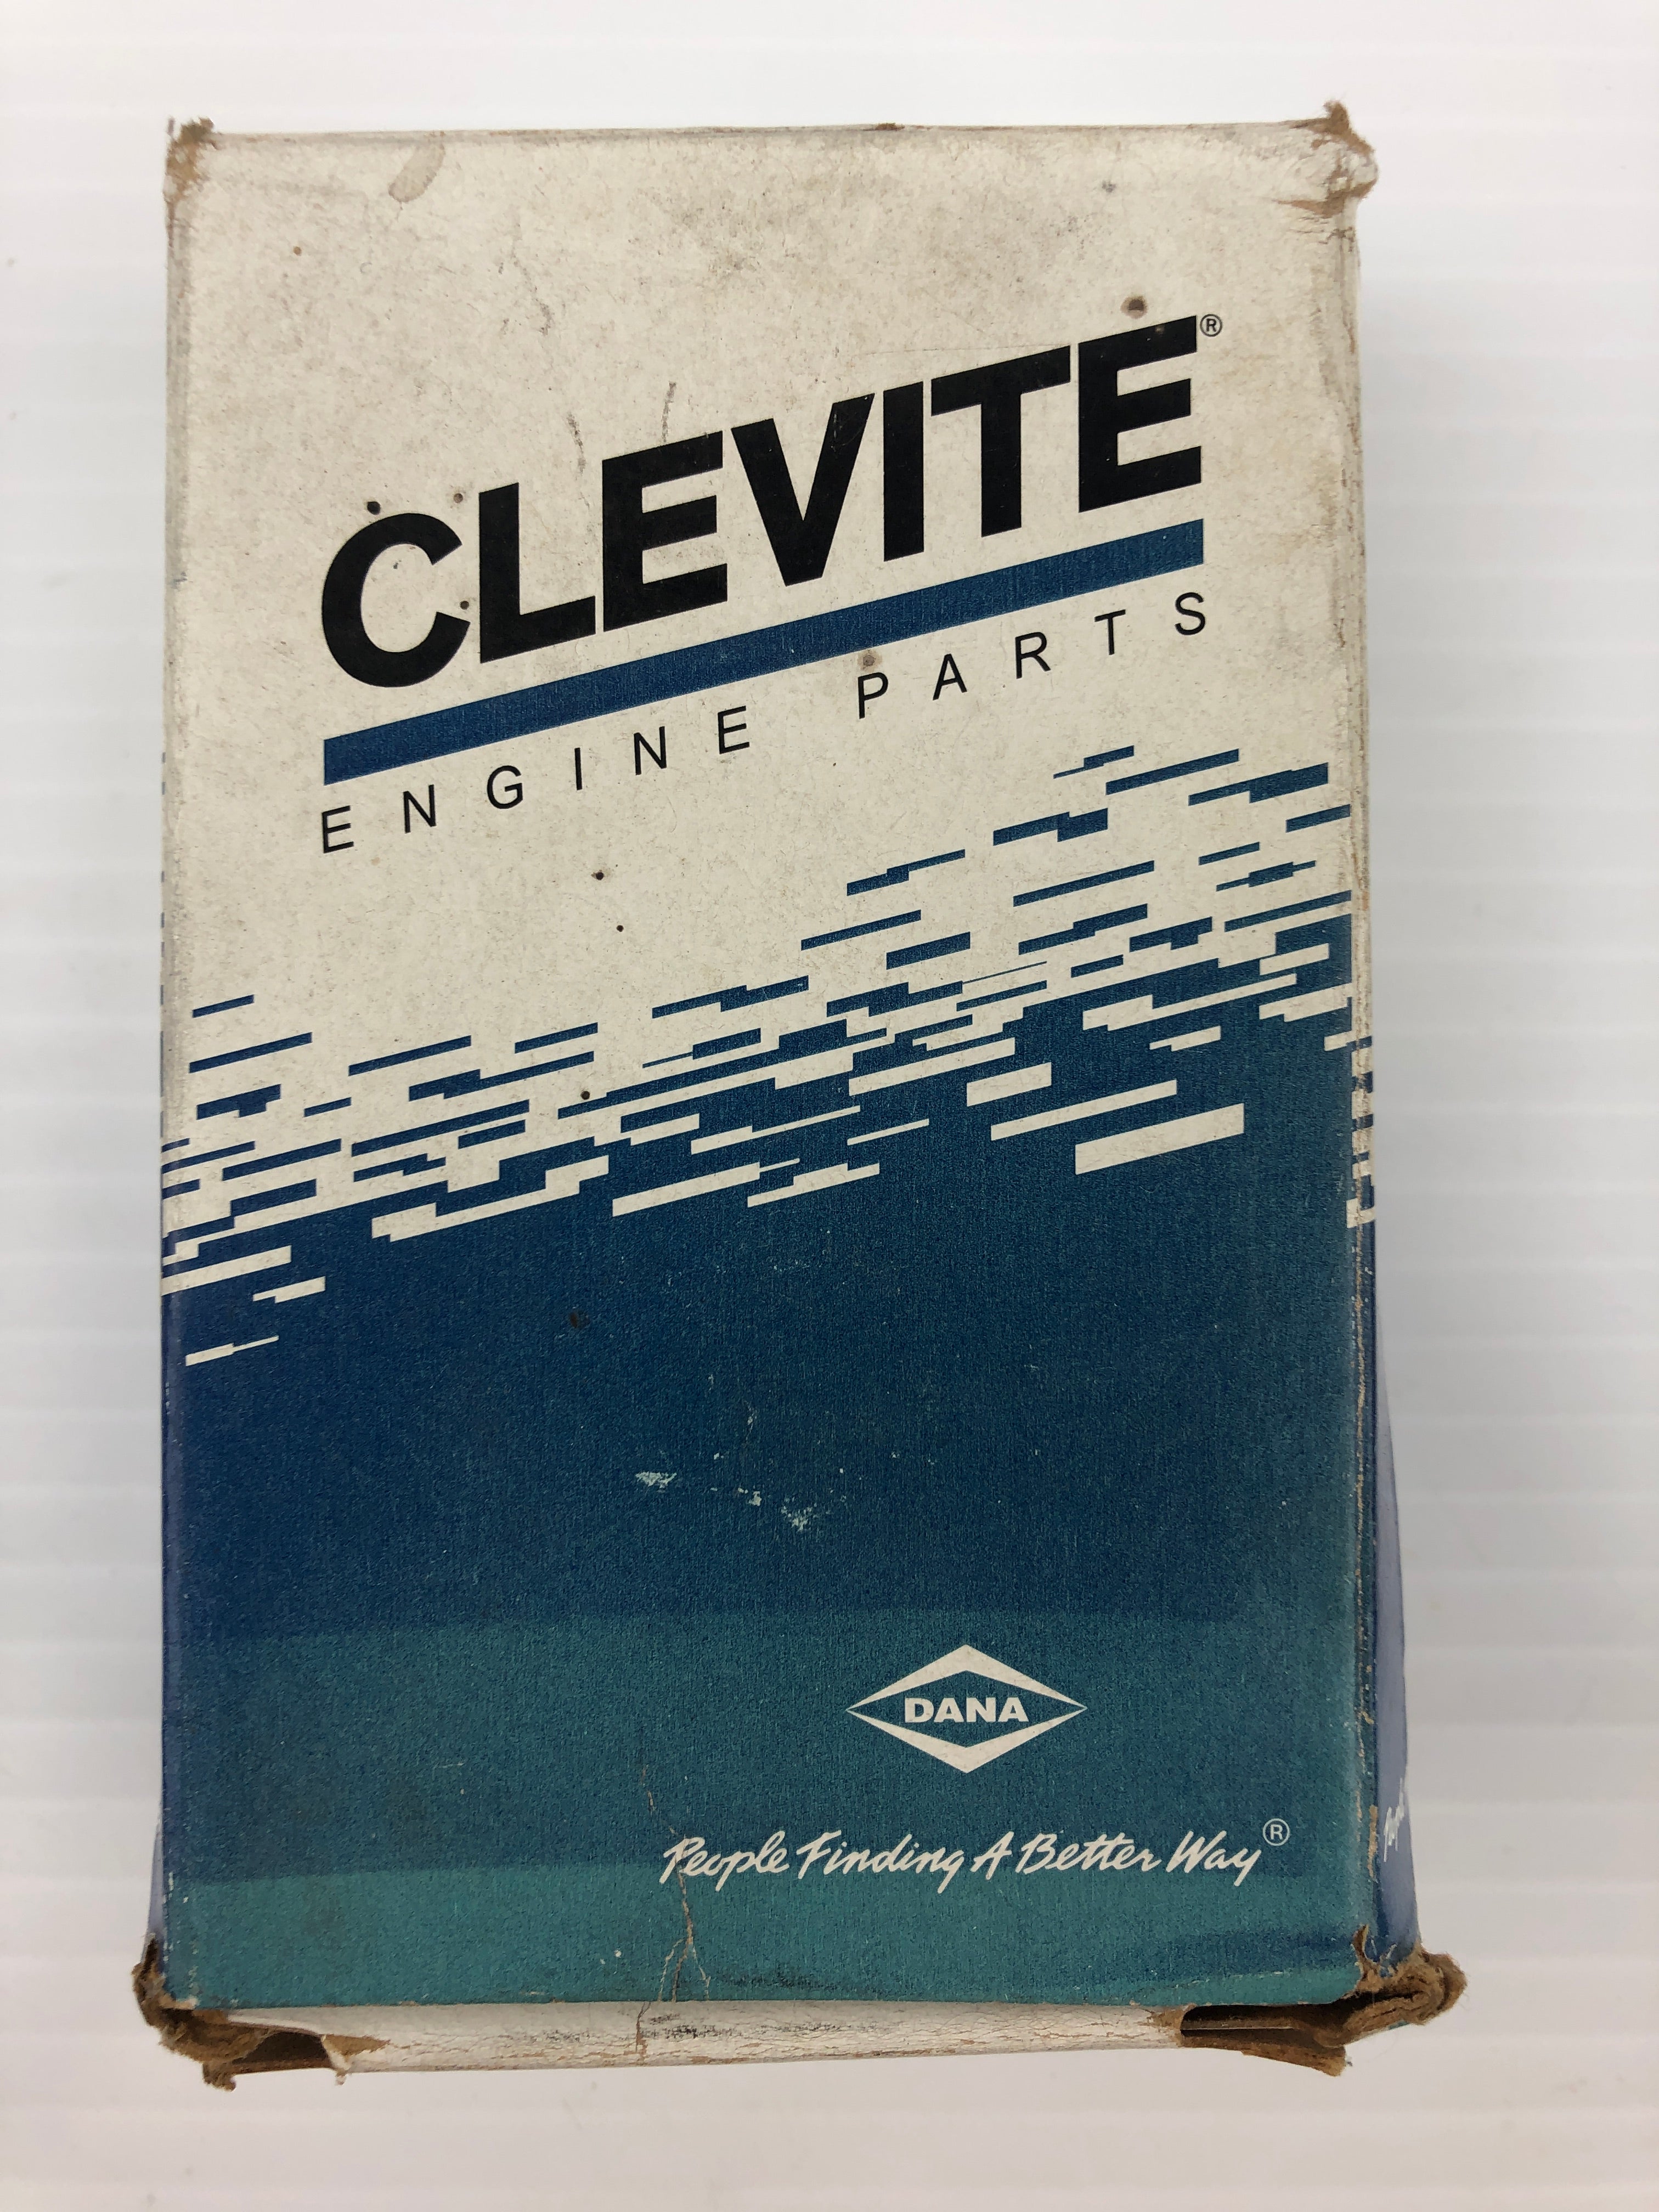 CLEVITE®
ENGINE PARTS
DANA
People Finding A Better Way®